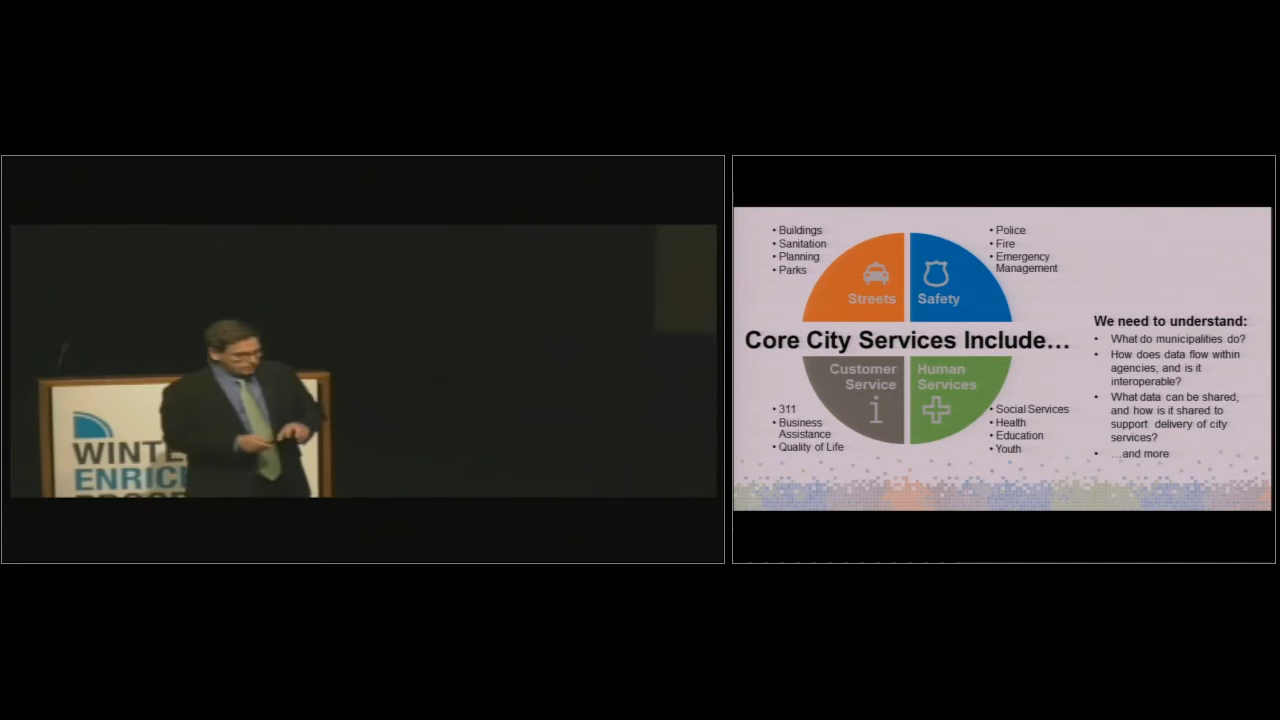 WINTE
ENRICI
• Buildings
• Sanitation
• Planning
• Parks
Streets
Safety
• Police
• Fire
• Emergency
Management
Core City Services Include…
Customer
Service
Human
Services
• 311
• Business
Assistance
• Quality of Life
• Social Services
• Health
• Education
• Youth
We need to understand:
• What do municipalities do?
• How does data flow within
agencies, and is it
interoperable?
• What data can be shared,
and how is it shared to
support delivery of city
services?
• …and more